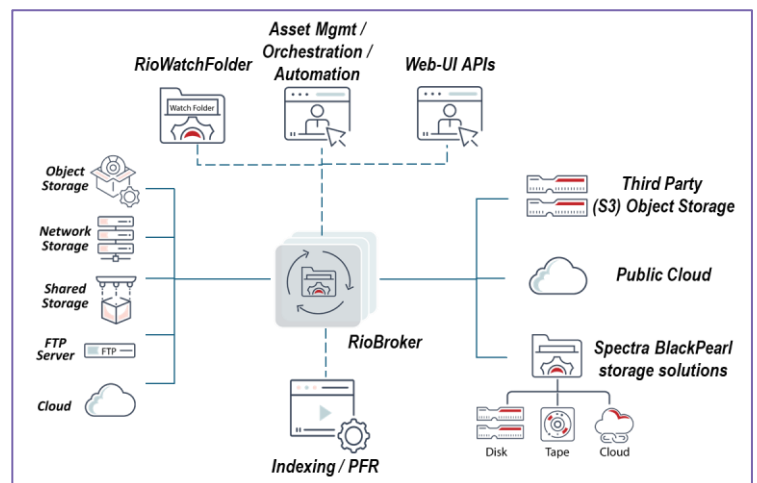 Asset Mgmt /
Orchestration /
Automation
RioWatchFolder
Web-UI APIs
Watch Folder
Object
Storage
Network
Storage
Shared
Storage
FTP
Server
FTP
Cloud
RioBroker
Third Party
(S3) Object Storage
Public Cloud
Spectra BlackPearl
storage solutions
Disk
Tape
Cloud
Indexing / PFR